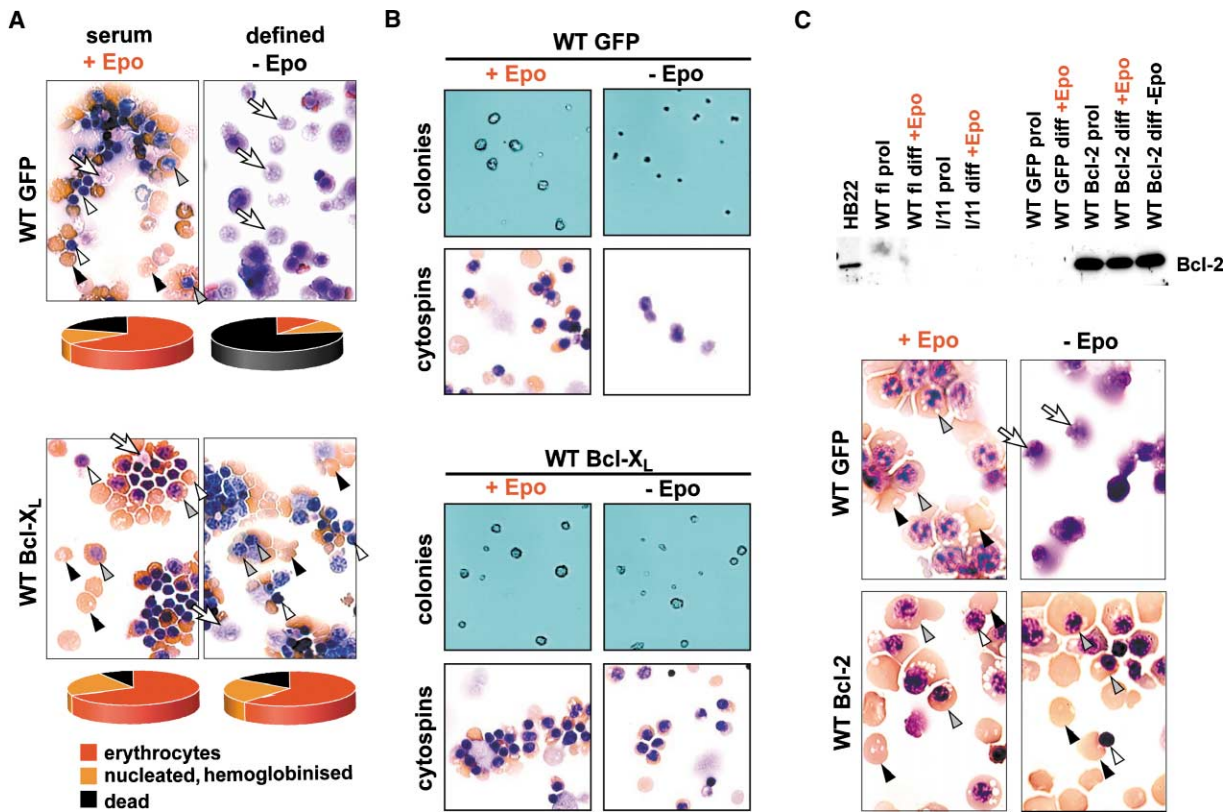 A
serum
+ Epo
defined
- Epo
WT GFP
WT Bcl-XL
erythrocytes
nucleated, hemoglobinised
dead
B
WT GFP
+ Epo
- Epo
colonies
cytospins
WT Bcl-XL
+ Epo
- Epo
colonies
cytospins
C
HB22
WT fl prol
WT fl diff +Epo
I/11 prol
I/11 diff +Epo
WT GFP prol
WT GFP diff +Epo
WT Bcl-2 prol
WT Bcl-2 diff +Epo
WT Bcl-2 diff -Epo
Bcl-2
+ Epo
- Epo
WT GFP
WT Bcl-2